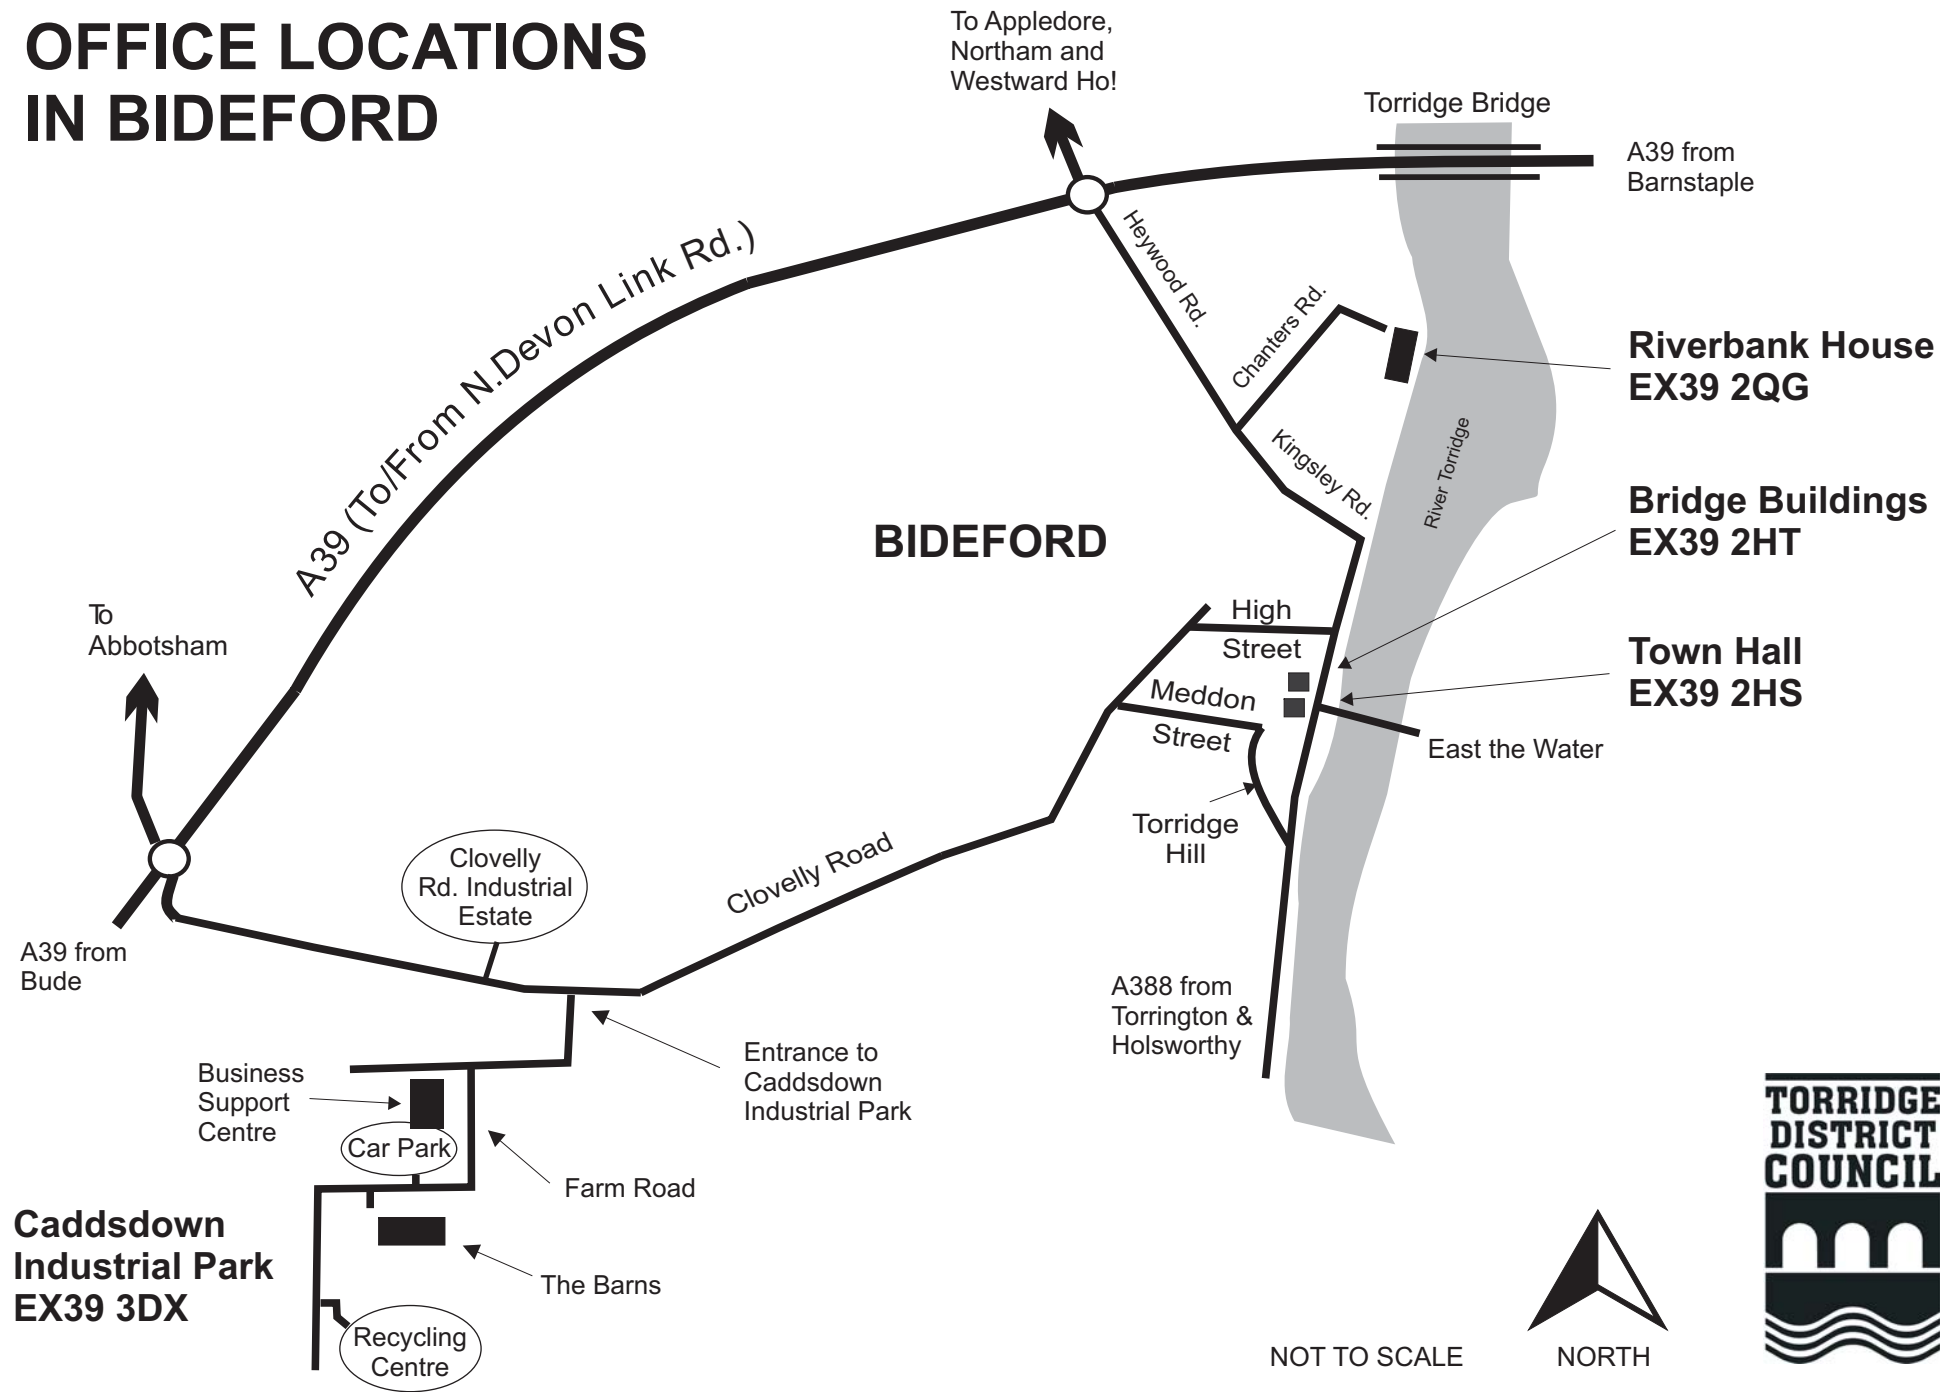 OFFICE LOCATIONS
IN BIDEFORD
To Appledore,
Northam and
Westward Ho!
Torridge Bridge
A39 from
Barnstaple
A39 (To/From N.Devon Link Rd.)
Heywood Rd.
Chanters Rd.
Riverbank House
EX39 2QG
Kingsley Rd.
River Torridge
Bridge Buildings
EX39 2HT
BIDEFORD
To
Abbotsham
High
Street
Town Hall
EX39 2HS
Meddon
Street
East the Water
Torridge
Hill
Clovelly
Rd. Industrial
Estate
Clovelly Road
A39 from
Bude
A388 from
Torrington &
Holsworthy
Entrance to
Caddsdown
Industrial Park
Business
Support
Centre
Car Park
Farm Road
Caddsdown
Industrial Park
EX39 3DX
The Barns
Recycling
Centre
NOT TO SCALE
NORTH
TORRIDGE
DISTRICT
COUNCIL